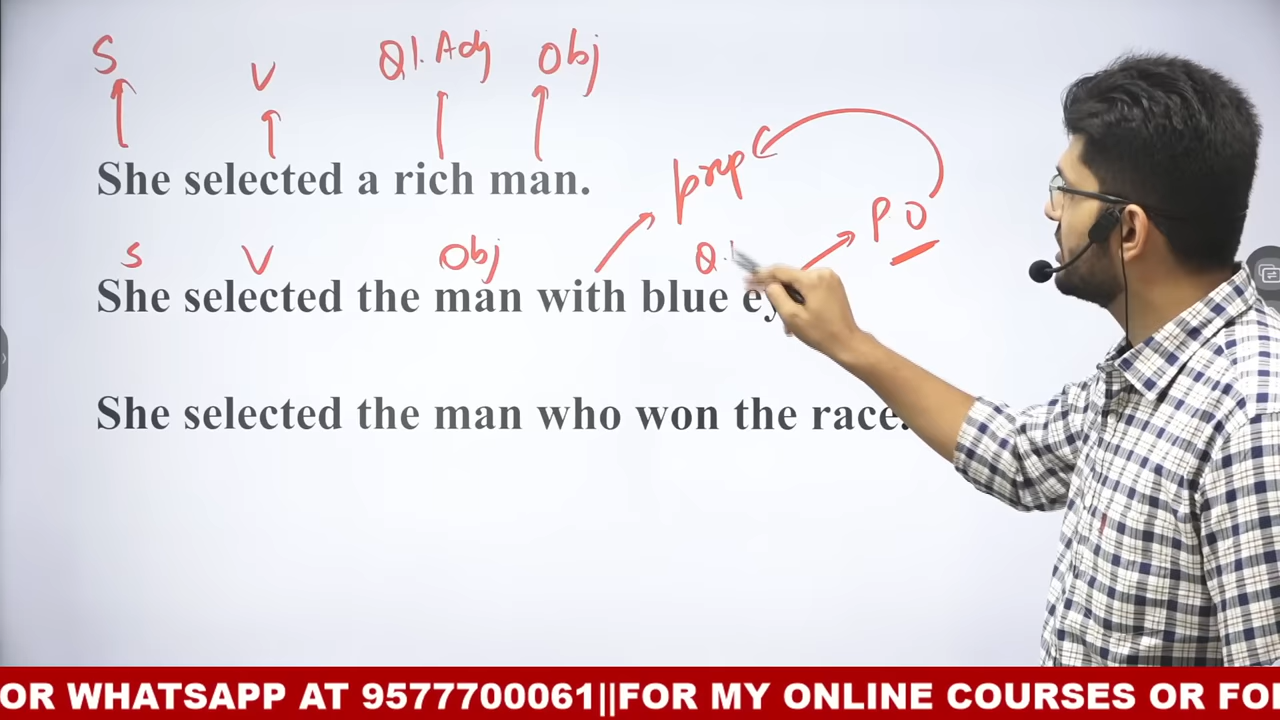 S V Ql. Adj Obj
She selected a rich man.
prep P.O
S V Obj Q.l
She selected the man with blue
She selected the man who won the race.
OR WHATSAPP AT 9577700061||FOR MY ONLINE COURSES OR FO